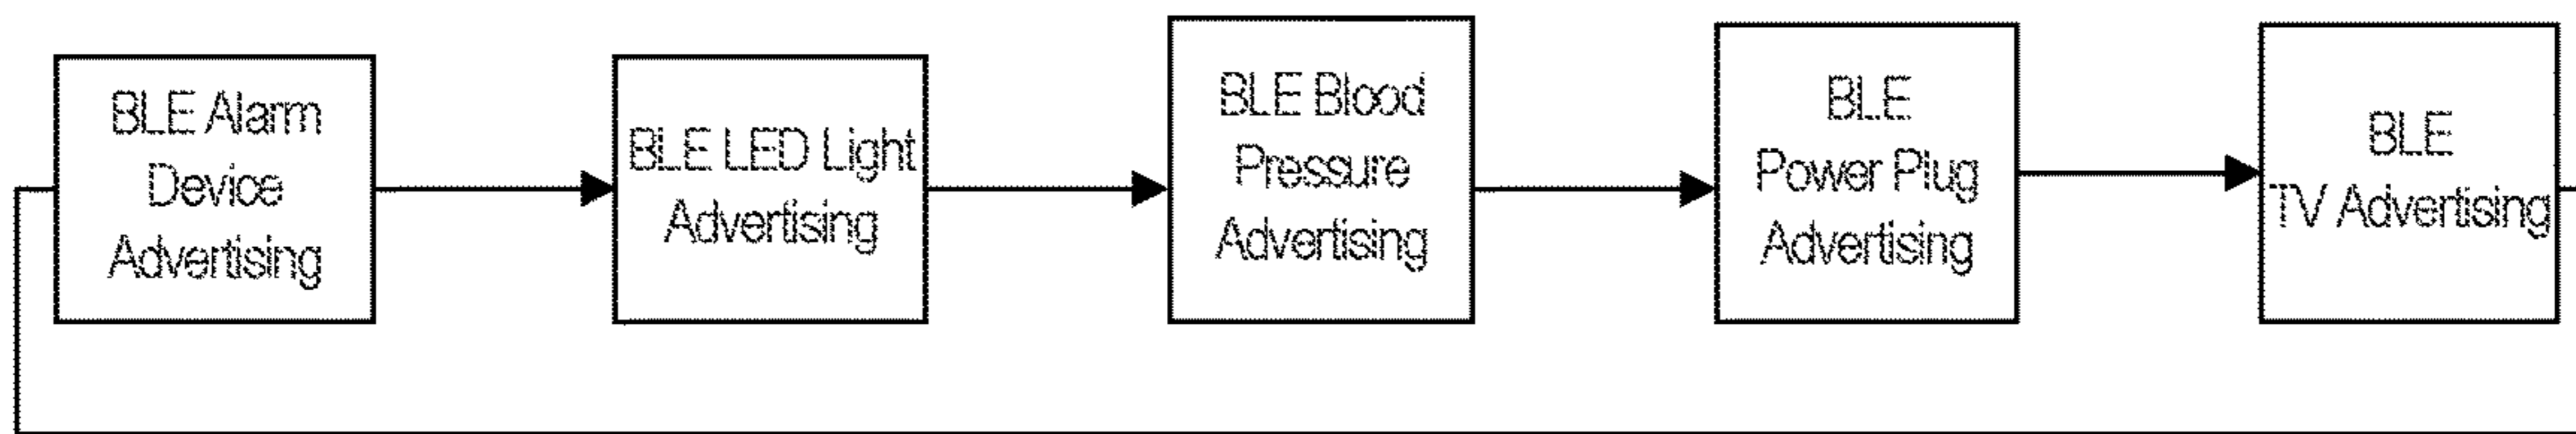 BLE Alarm
Device
Advertising
BLE LED Light
Advertising
BLE Blood
Pressure
Advertising
BLE
Power Plug
Advertising
BLE
TV Advertising